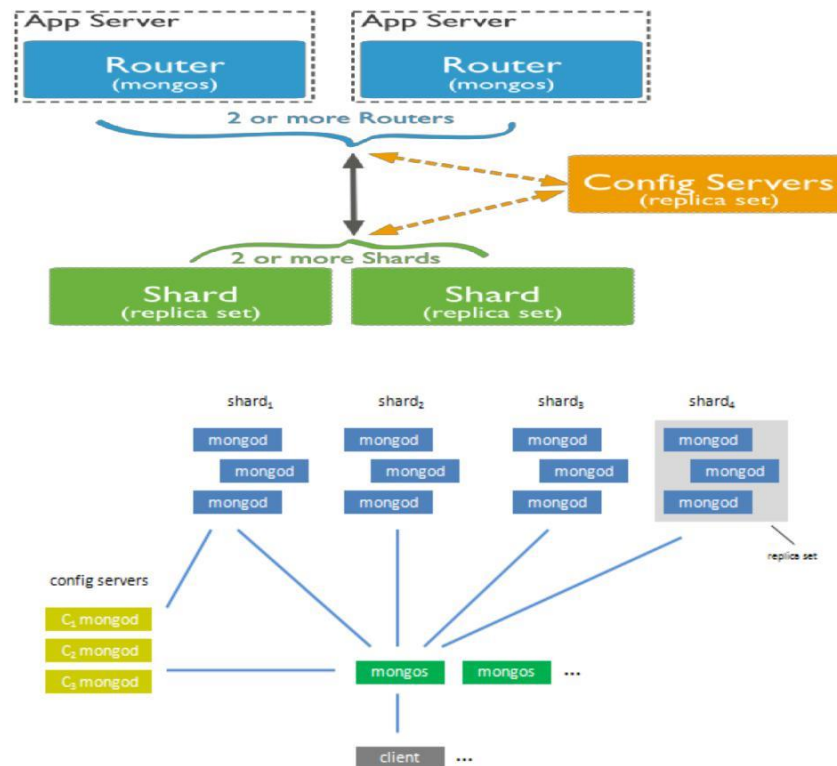 App Server App Server
Router Router
(mongos) (mongos)
2 or more Routers
Config Servers
(replica set)
2 or more Shards
Shard Shard
(replica set) (replica set)
shard₁ shard₂ shard₃ shard₄
mongod mongod mongod mongod
mongod mongod mongod mongod
mongod mongod mongod mongod
replica set
config servers
C₁ mongod
C₂ mongod
C₃ mongod
mongos mongos ...
client ...